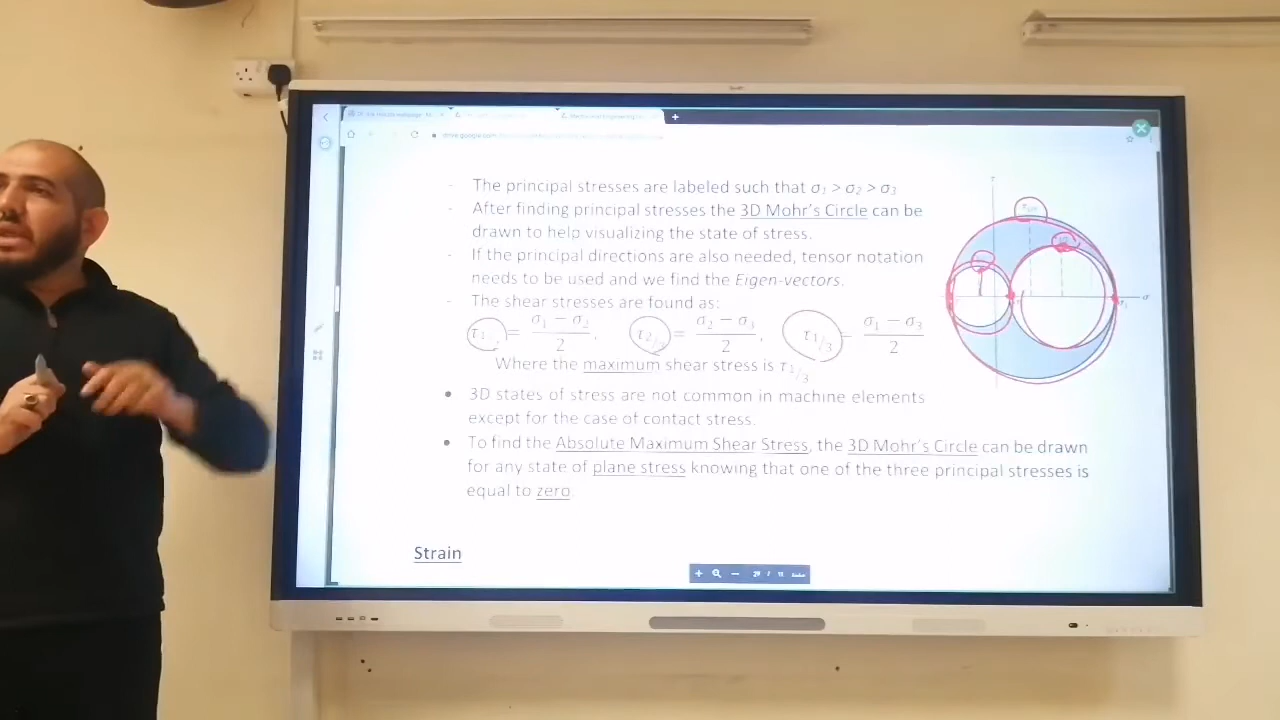 - The principal stresses are labeled such that σ1 > σ2 > σ3
- After finding principal stresses the 3D Mohr's Circle can be
drawn to help visualizing the state of stress.
- If the principal directions are also needed, tensor notation
needs to be used and we find the Eigen-vectors.
- The shear stresses are found as:
= σ1 − σ2 / 2, τ2/3 = σ2 − σ3 / 2, τ1/3 = σ1 − σ3 / 2
Where the maximum shear stress is τ1/3
• 3D states of stress are not common in machine elements
except for the case of contact stress.
• To find the Absolute Maximum Shear Stress, the 3D Mohr's Circle can be drawn
for any state of plane stress knowing that one of the three principal stresses is
equal to zero
Strain